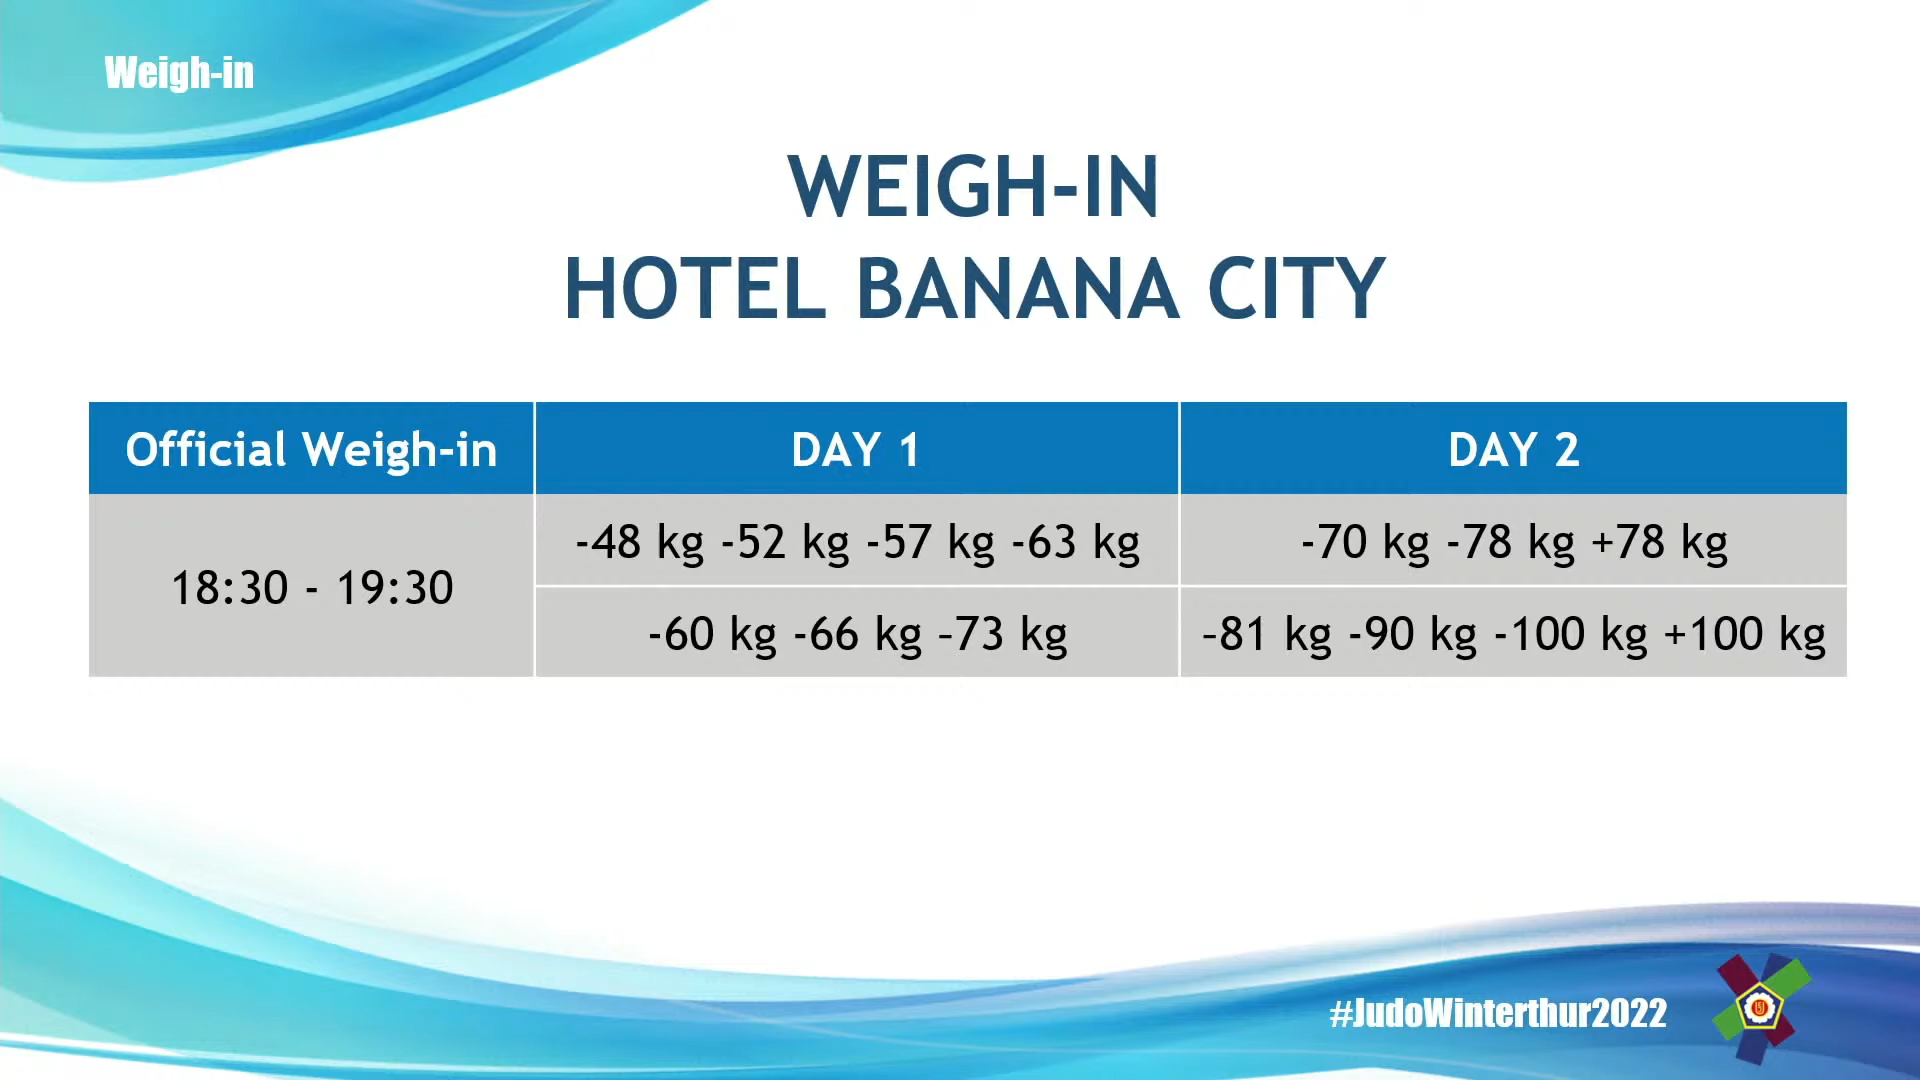 Weigh-in
WEIGH-IN
HOTEL BANANA CITY
Official Weigh-in
DAY 1
DAY 2
18:30 - 19:30
-48 kg -52 kg -57 kg -63 kg
-70 kg -78 kg +78 kg
-60 kg -66 kg -73 kg
-81 kg -90 kg -100 kg +100 kg
#JudoWinterthur2022